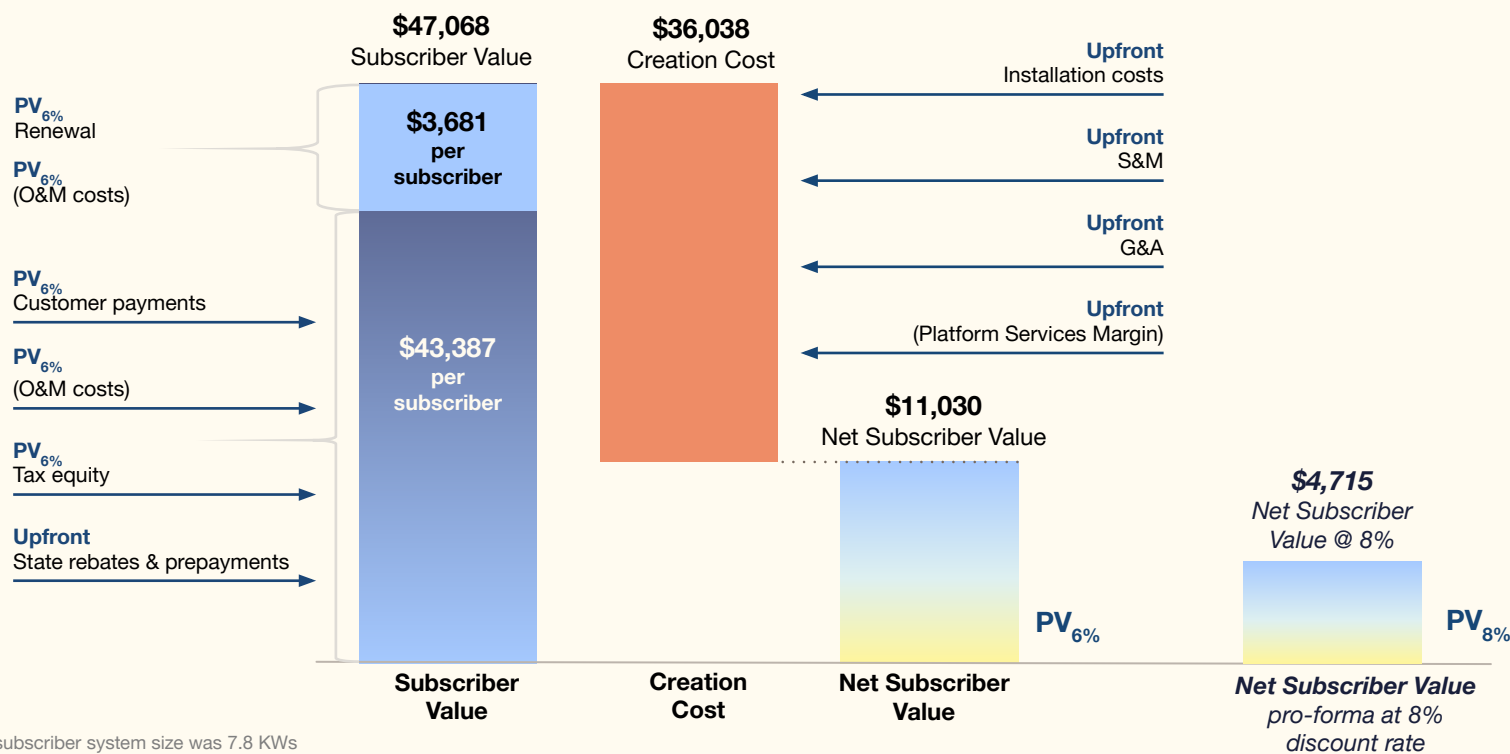 $47,068
Subscriber Value
$36,038
Creation Cost
Upfront
Installation costs
Upfront
S&M
Upfront
G&A
Upfront
(Platform Services Margin)
PV6%
Renewal
PV6%
(O&M costs)
PV6%
Customer payments
PV6%
(O&M costs)
PV6%
Tax equity
Upfront
State rebates & prepayments
$3,681
per
subscriber
$43,387
per
subscriber
$11,030
Net Subscriber Value
PV6%
$4,715
Net Subscriber
Value @ 8%
PV8%
Subscriber
Value
Creation
Cost
Net Subscriber
Value
Net Subscriber Value
pro-forma at 8%
discount rate
subscriber system size was 7.8 KWs